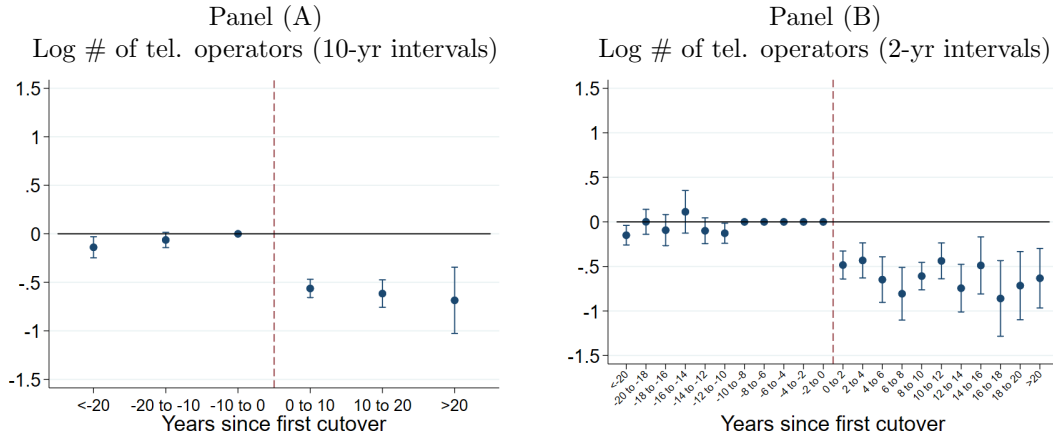 Panel (A)
Log # of tel. operators (10-yr intervals)
1.5
1
.5
0
-.5
-1
-1.5
<-20
-20 to -10
-10 to 0
0 to 10
10 to 20
>20
Years since first cutover
Panel (B)
Log # of tel. operators (2-yr intervals)
1.5
1
.5
0
-.5
-1
-1.5
<-20
-20 to -18
-18 to -16
-16 to -14
-14 to -12
-12 to -10
-10 to -8
-8 to -6
-6 to -4
-4 to -2
-2 to 0
0 to 2
2 to 4
4 to 6
6 to 8
8 to 10
10 to 12
12 to 14
14 to 16
16 to 18
18 to 20
>20
Years since first cutover